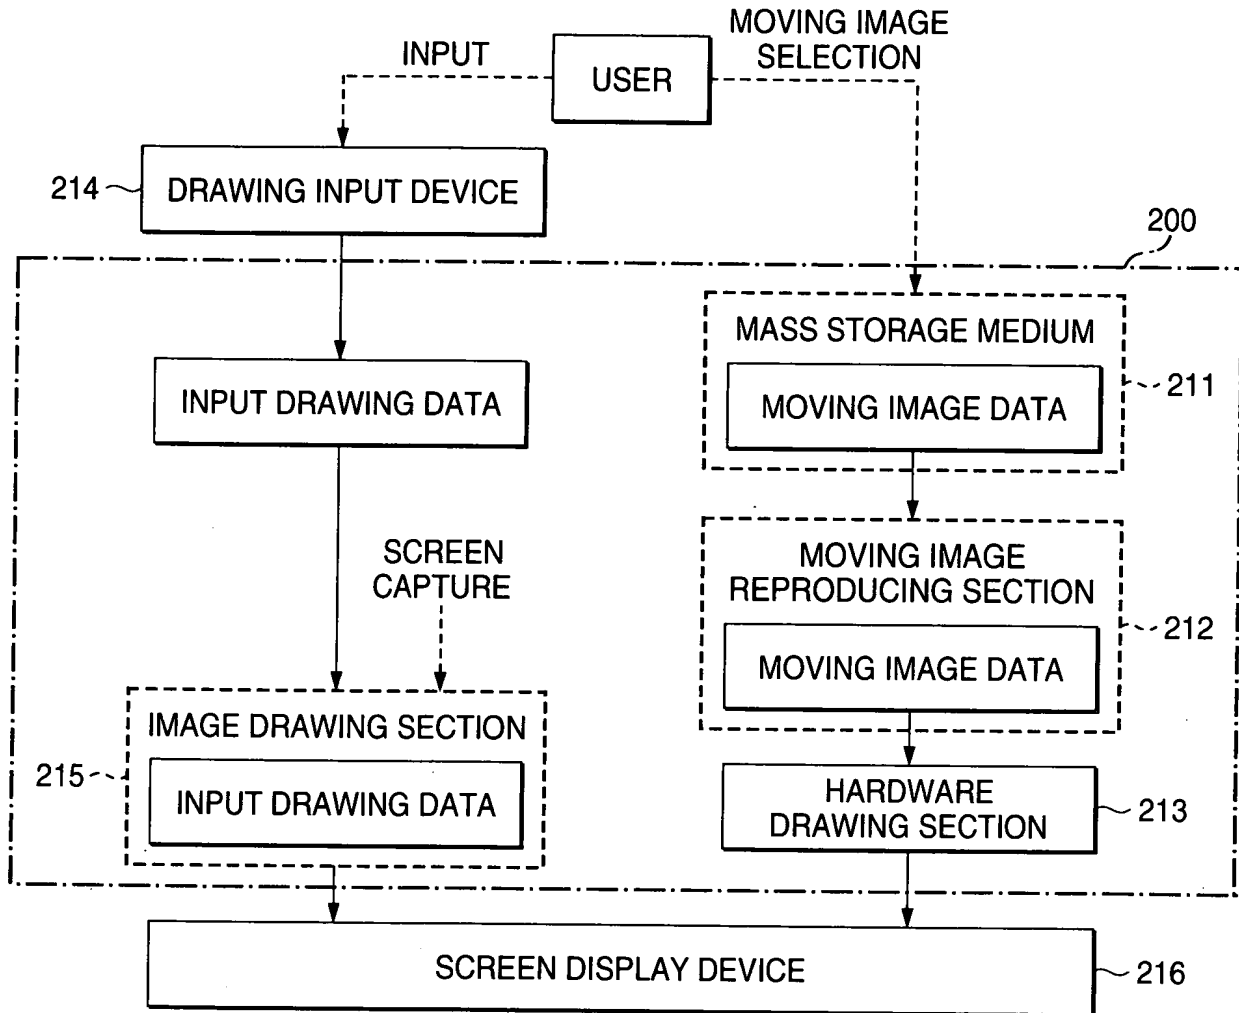 MOVING IMAGE
SELECTION
INPUT
USER
214
DRAWING INPUT DEVICE
200
MASS STORAGE MEDIUM
INPUT DRAWING DATA
MOVING IMAGE DATA
211
SCREEN
CAPTURE
MOVING IMAGE
REPRODUCING SECTION
212
MOVING IMAGE DATA
IMAGE DRAWING SECTION
215
INPUT DRAWING DATA
HARDWARE
DRAWING SECTION
213
SCREEN DISPLAY DEVICE
216